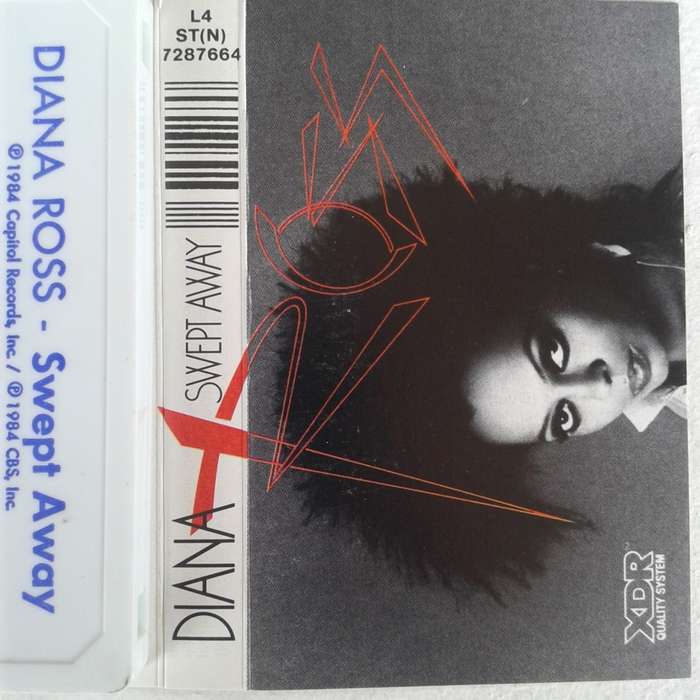 DIANA ROSS - Swept Away
℗1984 Capitol Records, Inc. / ℗1984 CBS, Inc.
L4
ST(N)
7287664
DIANA
SWEPT AWAY
ROSS
XDR
QUALITY SYSTEM